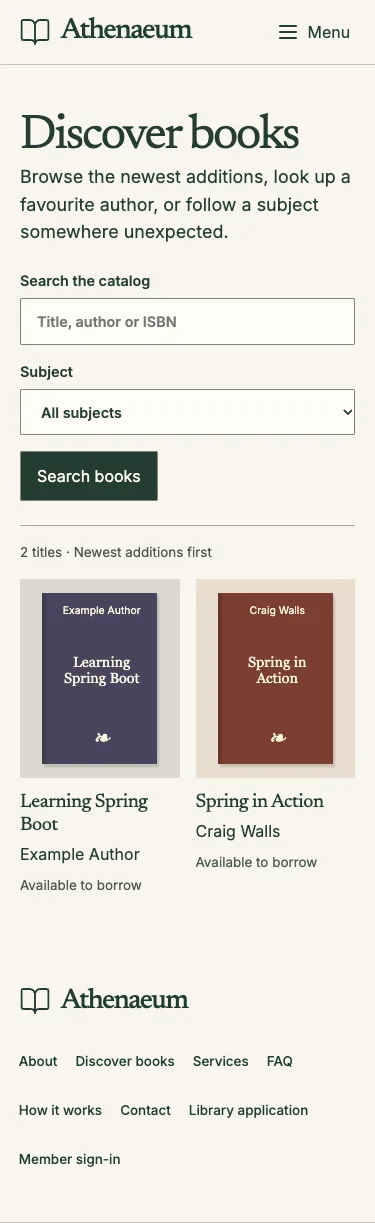 Athenaeum
Menu
Discover books
Browse the newest additions, look up a
favourite author, or follow a subject
somewhere unexpected.
Search the catalog
Title, author or ISBN
Subject
All subjects
Search books
2 titles · Newest additions first
Example Author
Learning
Spring Boot
Craig Walls
Spring in
Action
Learning Spring
Boot
Example Author
Available to borrow
Spring in Action
Craig Walls
Available to borrow
Athenaeum
About Discover books Services FAQ
How it works Contact Library application
Member sign-in